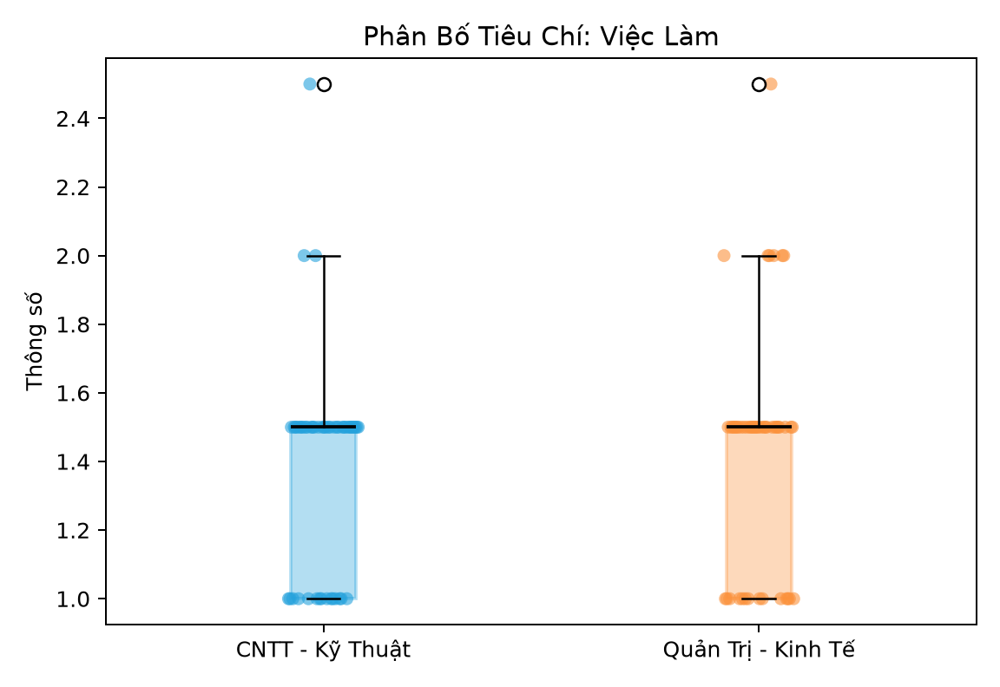 Phân Bố Tiêu Chí: Việc Làm
Thông số
2.4
2.2
2.0
1.8
1.6
1.4
1.2
1.0
CNTT - Kỹ Thuật
Quản Trị - Kinh Tế